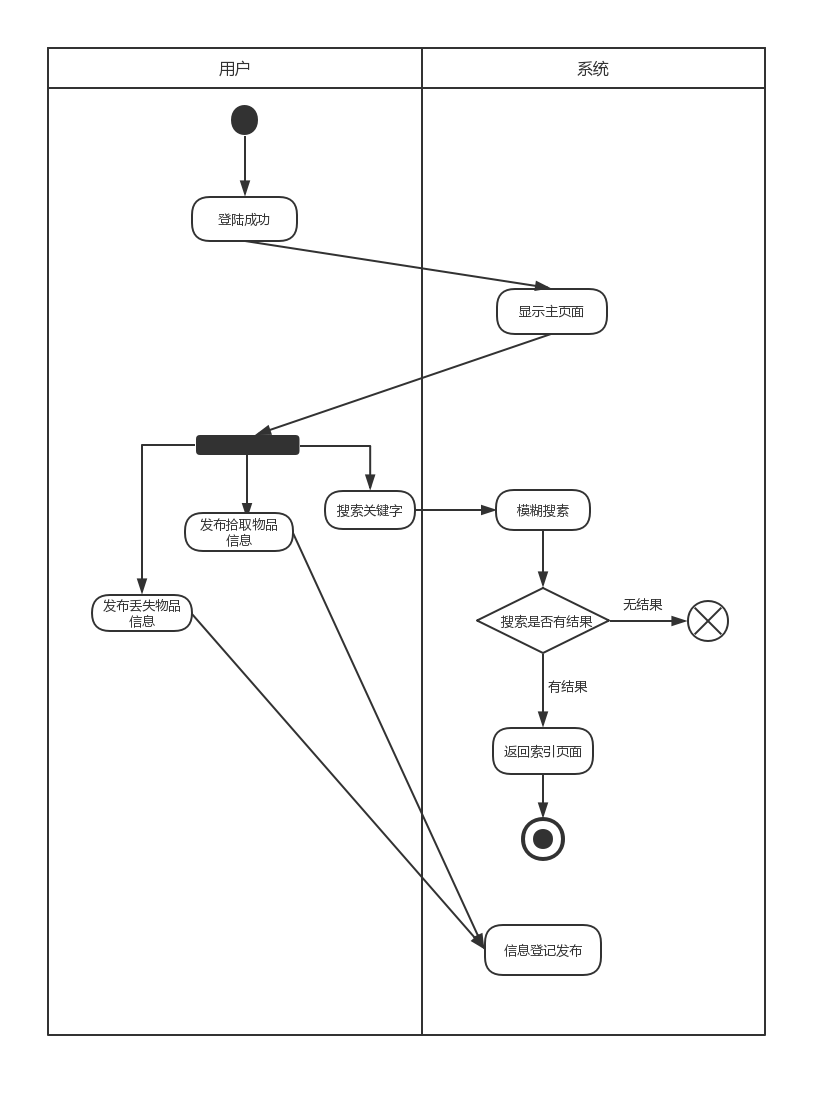 用户
系统
登陆成功
显示主页面
搜索关键字
模糊搜素
发布拾取物品
信息
发布丢失物品
信息
搜索是否有结果
无结果
有结果
返回索引页面
信息登记发布